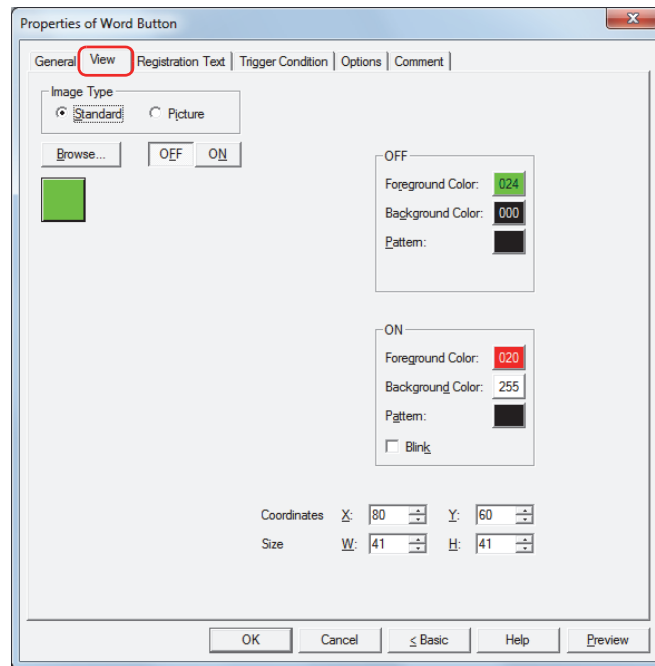 Properties of Word Button
General View Registration Text Trigger Condition Options Comment
Image Type
Standard Picture
Browse... OFF ON
OFF
Foreground Color: 024
Background Color: 000
Pattern:
ON
Foreground Color: 020
Background Color: 255
Pattern:
Blink
Coordinates X: 80 Y: 60
Size W: 41 H: 41
OK Cancel < Basic Help Preview